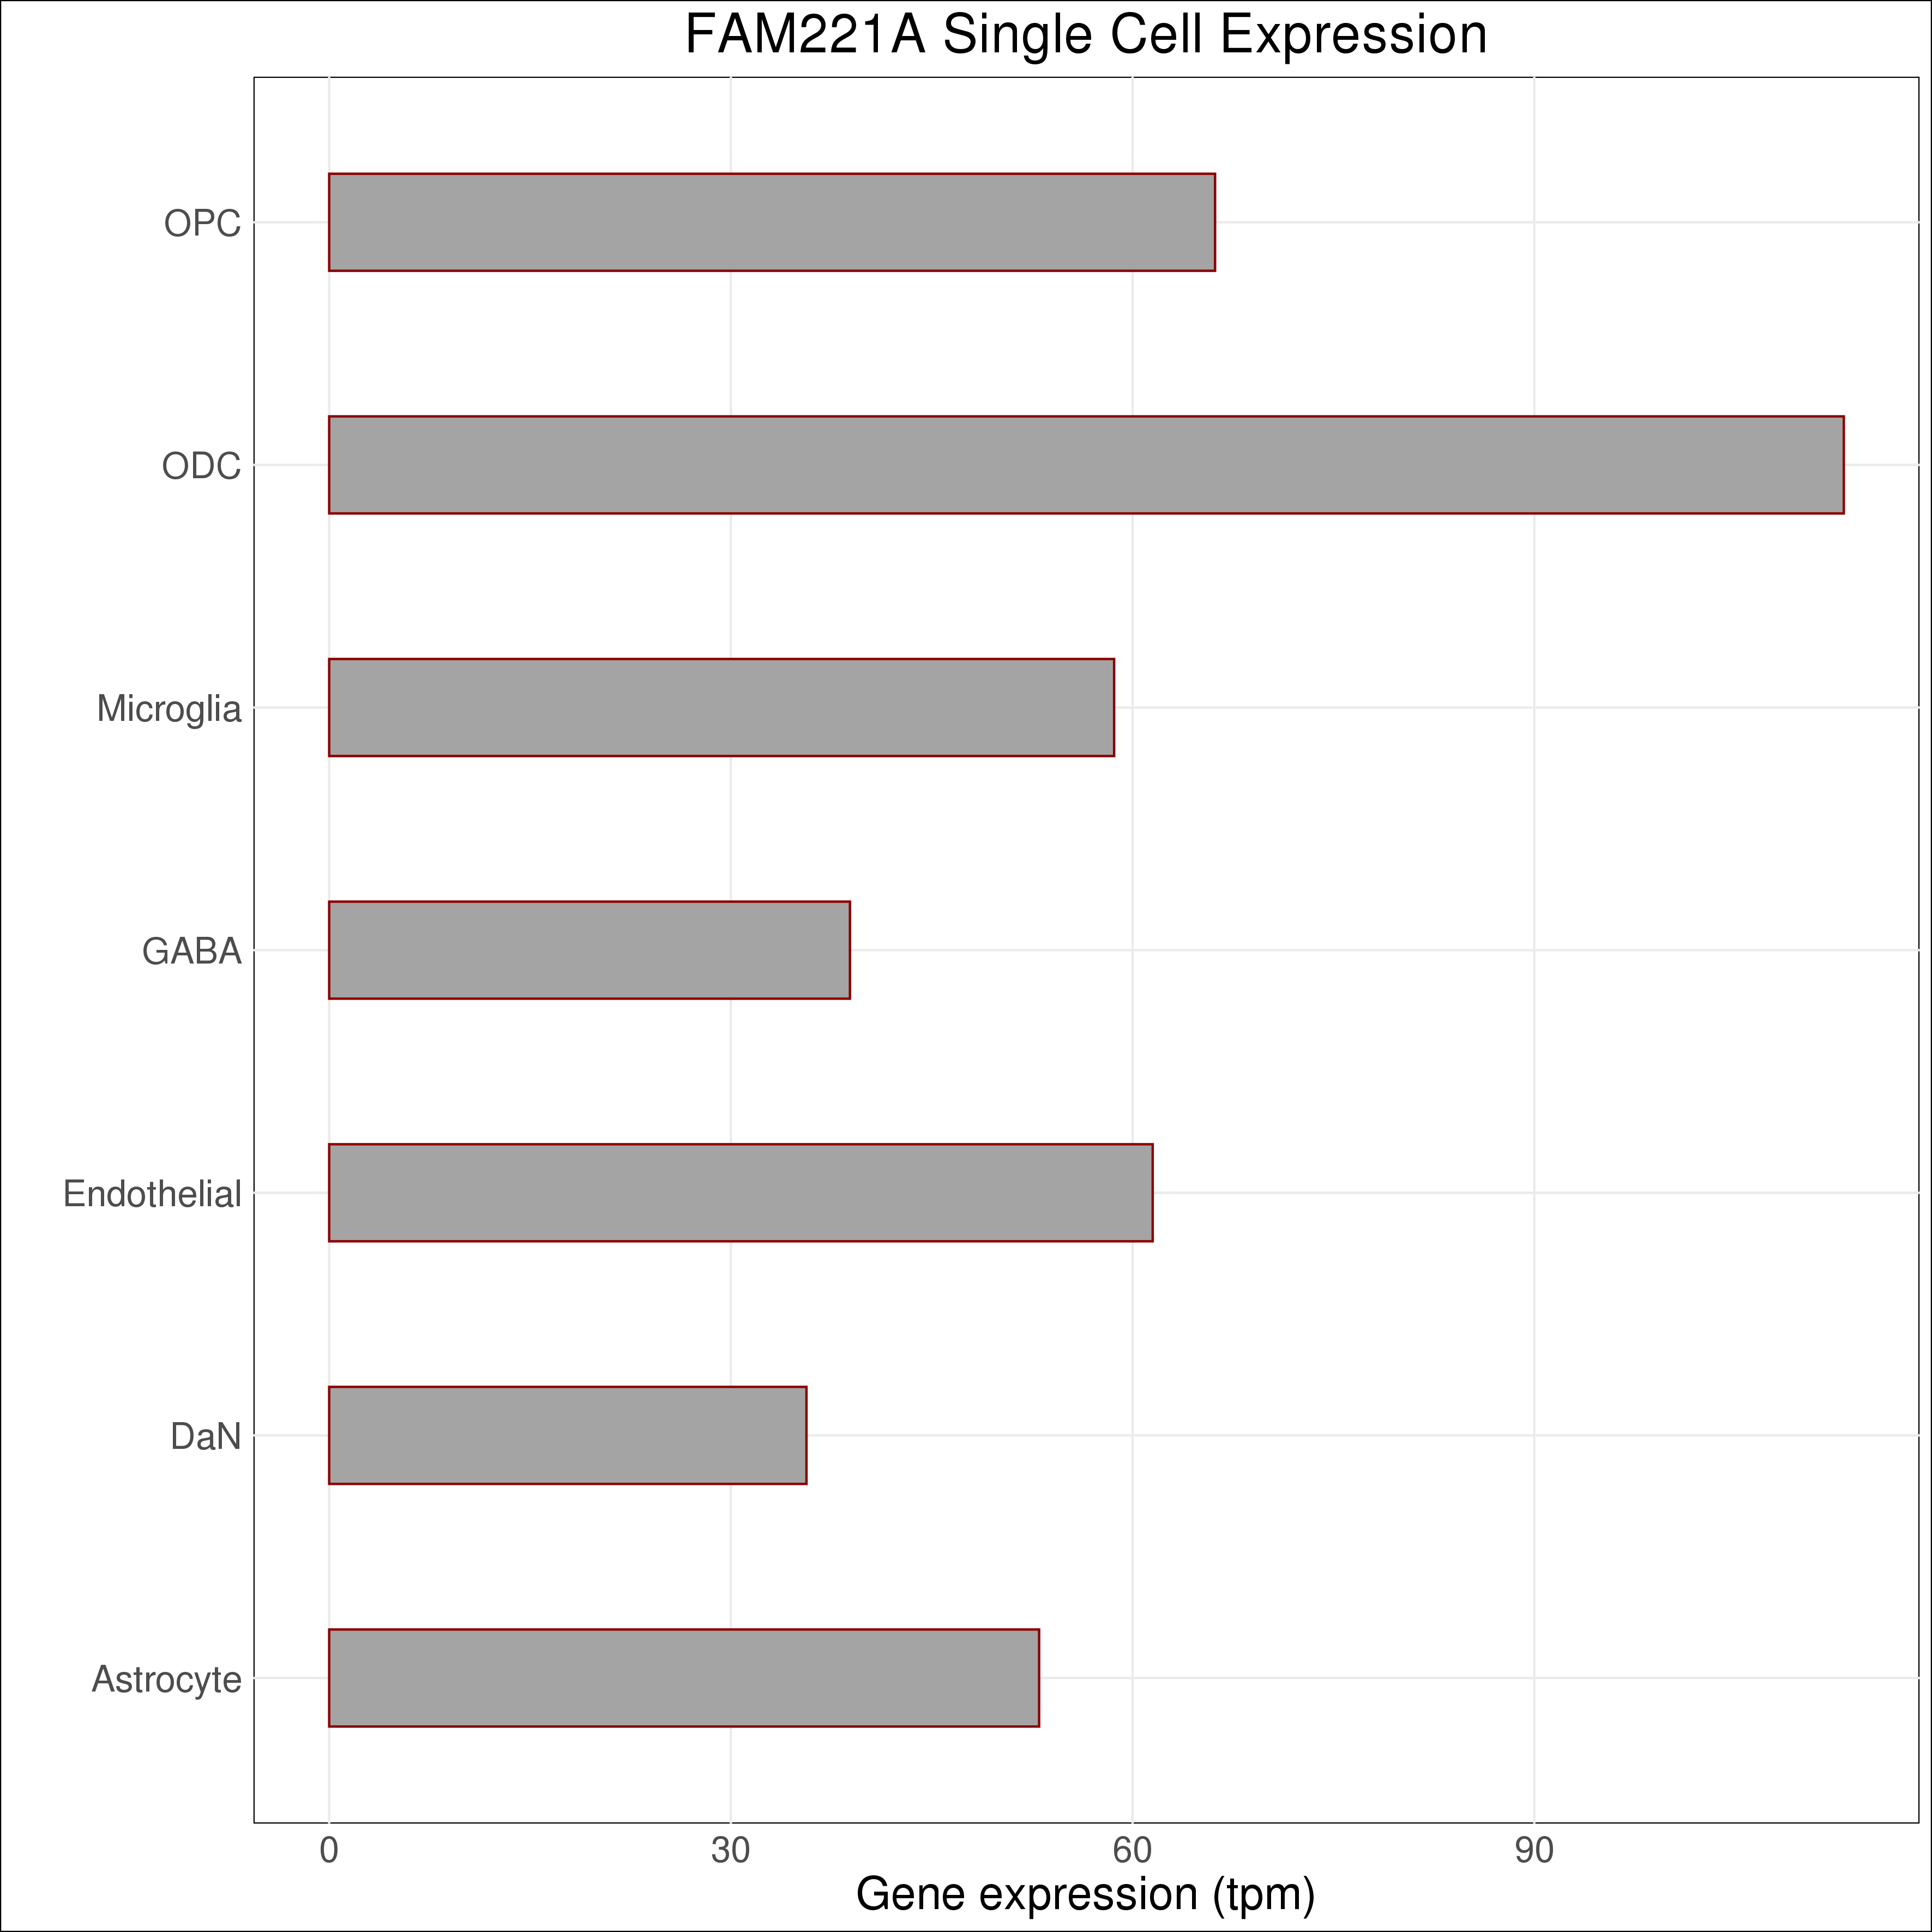 FAM221A Single Cell Expression
OPC
ODC
Microglia
GABA
Endothelial
DaN
Astrocyte
0 30 60 90
Gene expression (tpm)